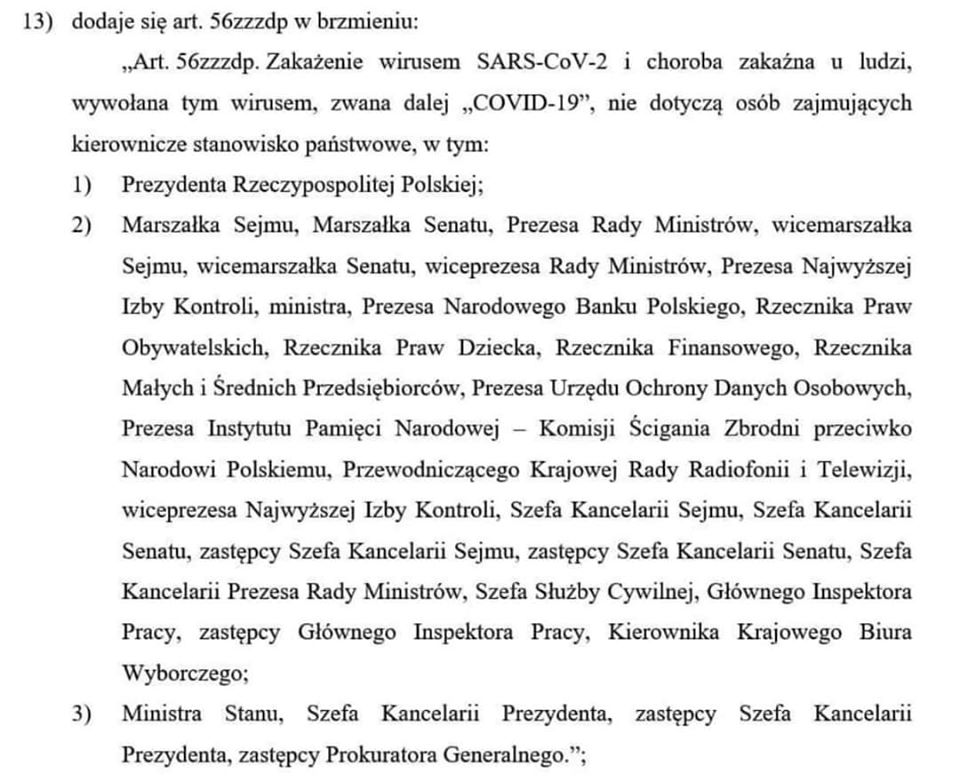 13) dodaje się art. 56zzzdp w brzmieniu:
„Art. 56zzzdp. Zakażenie wirusem SARS-CoV-2 i choroba zakaźna u ludzi,
wywołana tym wirusem, zwana dalej „COVID-19”, nie dotyczą osób zajmujących
kierownicze stanowisko państwowe, w tym:
1) Prezydenta Rzeczypospolitej Polskiej;
2) Marszałka Sejmu, Marszałka Senatu, Prezesa Rady Ministrów, wicemarszałka
Sejmu, wicemarszałka Senatu, wiceprezesa Rady Ministrów, Prezesa Najwyższej
Izby Kontroli, ministra, Prezesa Narodowego Banku Polskiego, Rzecznika Praw
Obywatelskich, Rzecznika Praw Dziecka, Rzecznika Finansowego, Rzecznika
Małych i Średnich Przedsiębiorców, Prezesa Urzędu Ochrony Danych Osobowych,
Prezesa Instytutu Pamięci Narodowej – Komisji Ścigania Zbrodni przeciwko
Narodowi Polskiemu, Przewodniczącego Krajowej Rady Radiofonii i Telewizji,
wiceprezesa Najwyższej Izby Kontroli, Szefa Kancelarii Sejmu, Szefa Kancelarii
Senatu, zastępcy Szefa Kancelarii Sejmu, zastępcy Szefa Kancelarii Senatu, Szefa
Kancelarii Prezesa Rady Ministrów, Szefa Służby Cywilnej, Głównego Inspektora
Pracy, zastępcy Głównego Inspektora Pracy, Kierownika Krajowego Biura
Wyborczego;
3) Ministra Stanu, Szefa Kancelarii Prezydenta, zastępcy Szefa Kancelarii
Prezydenta, zastępcy Prokuratora Generalnego.”;